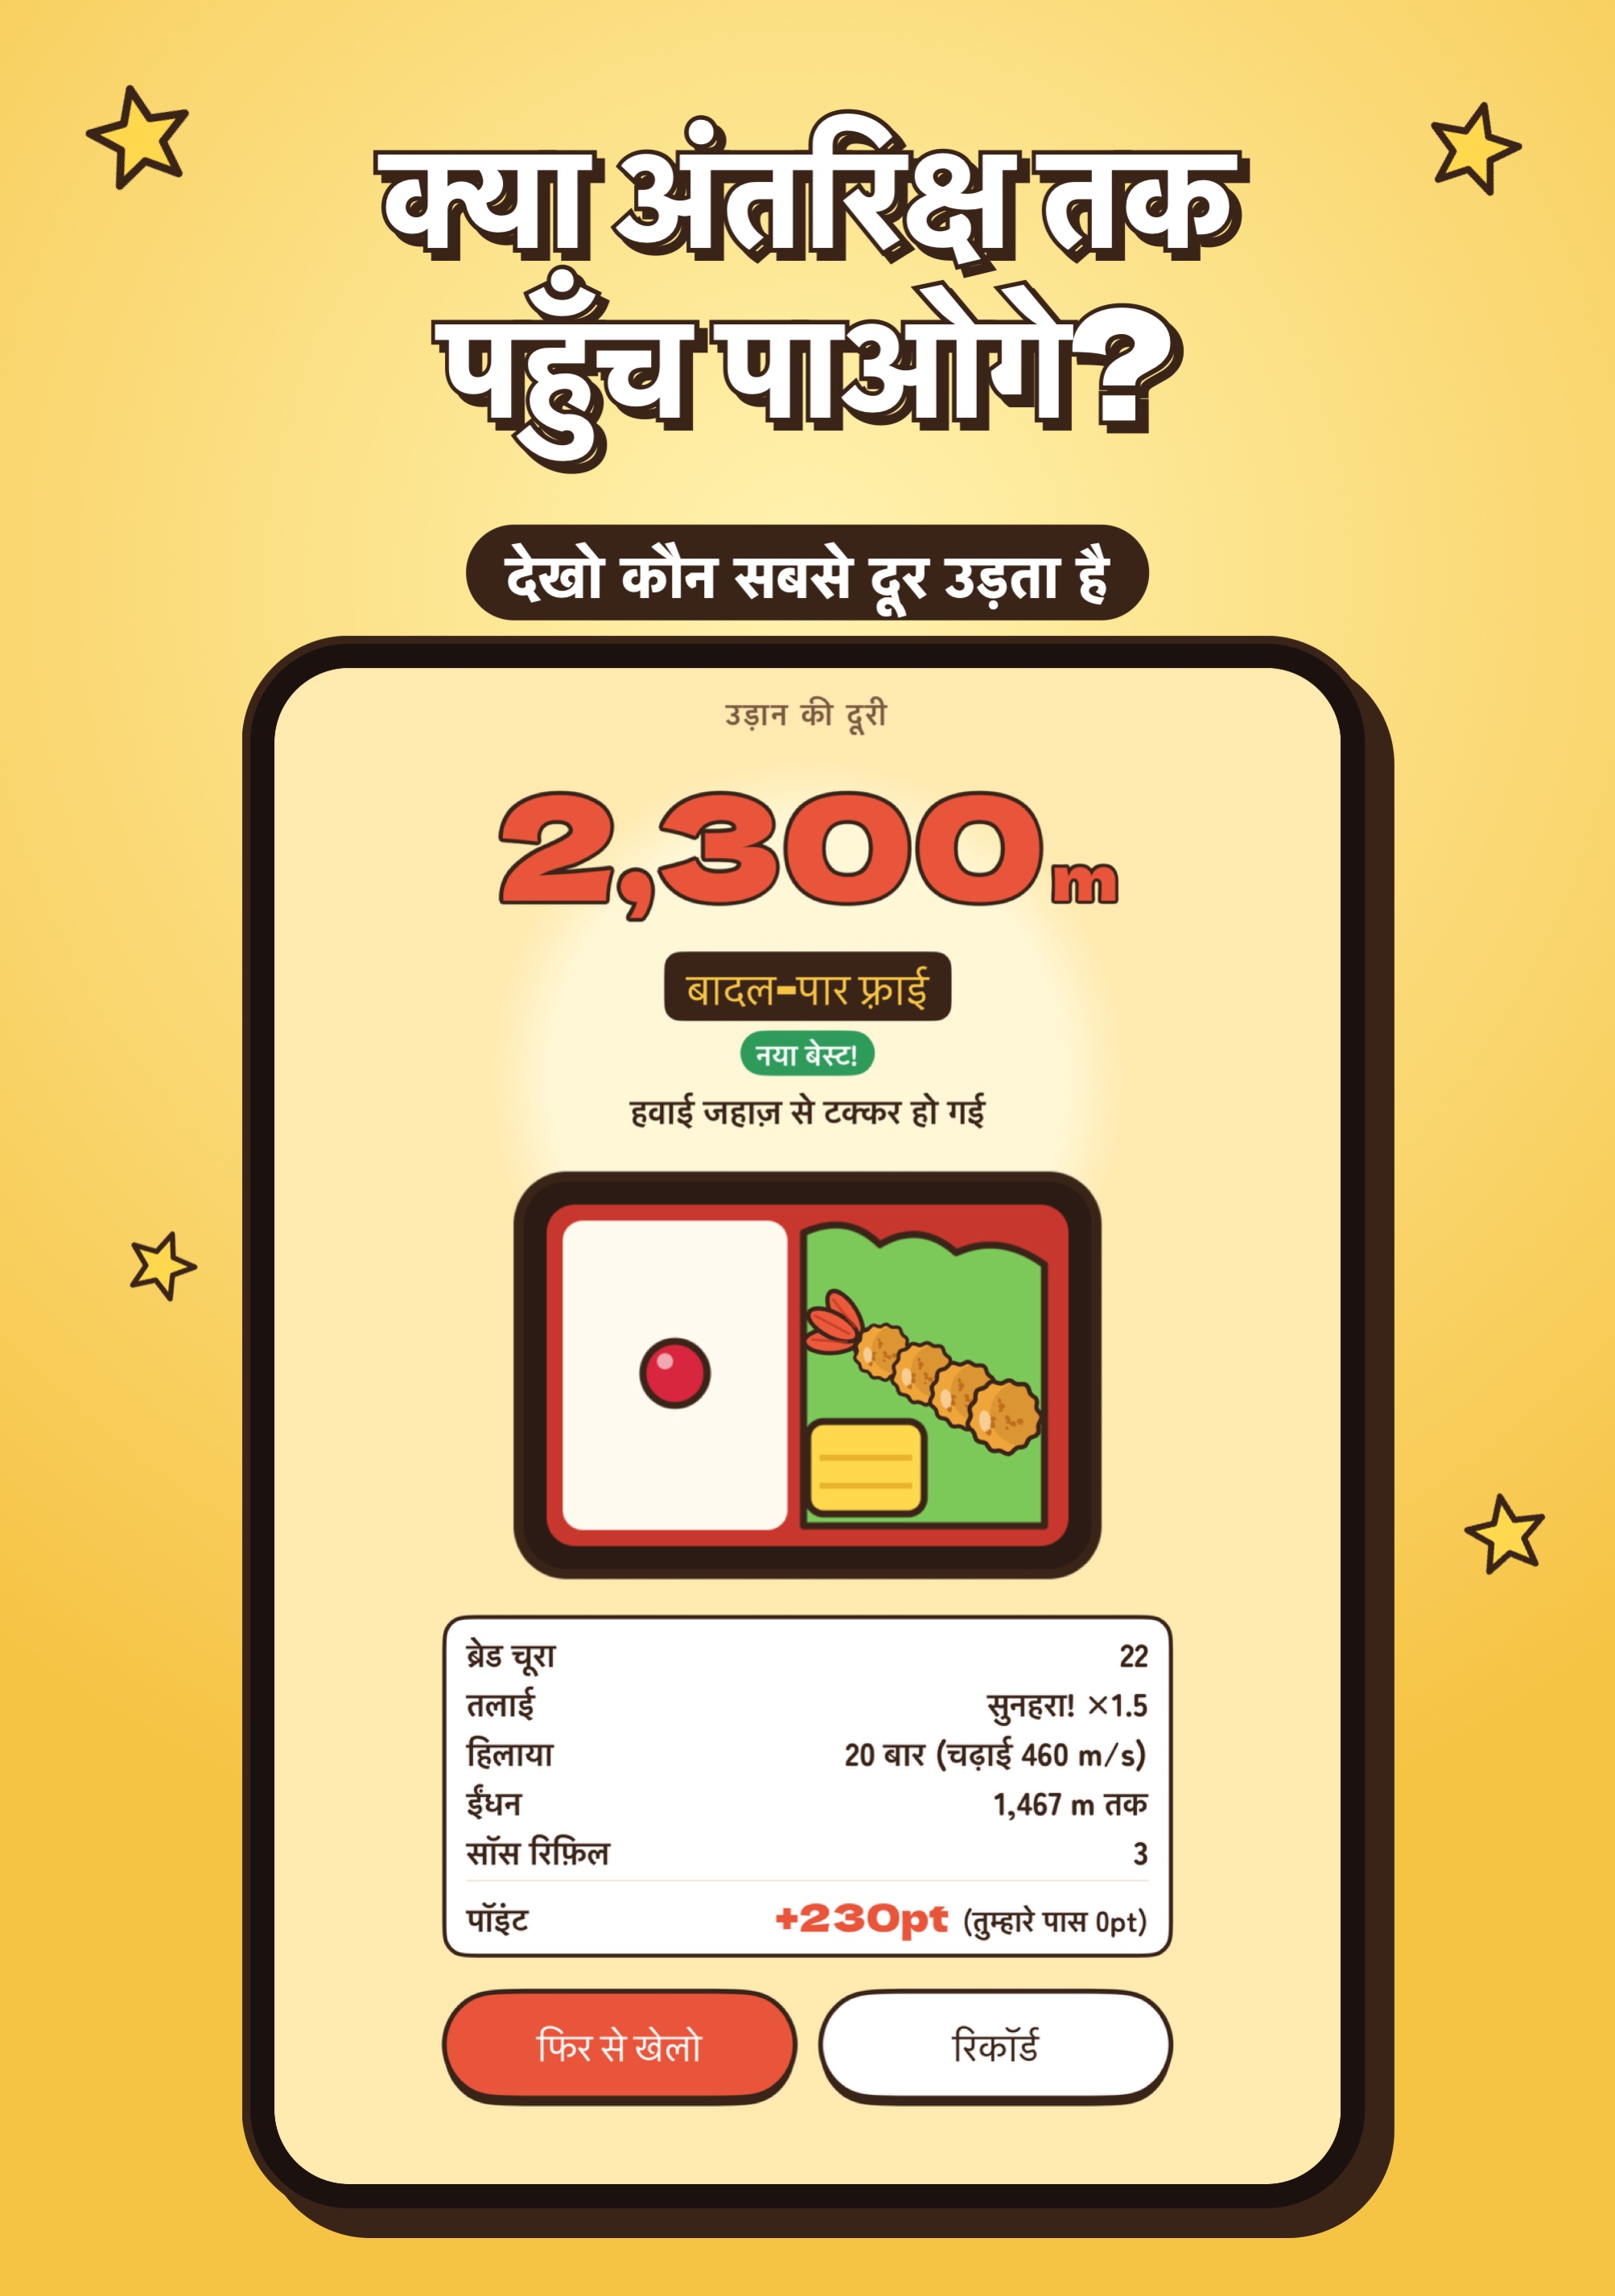 क्या अंतरिक्ष तक
पहुँच पाओगे?
देखो कौन सबसे दूर उड़ता है
उड़ान की दूरी
2,300 m
बादल-पार फ़्राई
नया बेस्ट!
हवाई जहाज़ से टक्कर हो गई
ब्रेड चूरा 22
तलाई सुनहरा! ×1.5
हिलाया 20 बार (चढ़ाई 460 m/s)
ईंधन 1,467 m तक
सॉस रिफ़िल 3
पॉइंट +230pt (तुम्हारे पास 0pt)
फिर से खेलो रिकॉर्ड